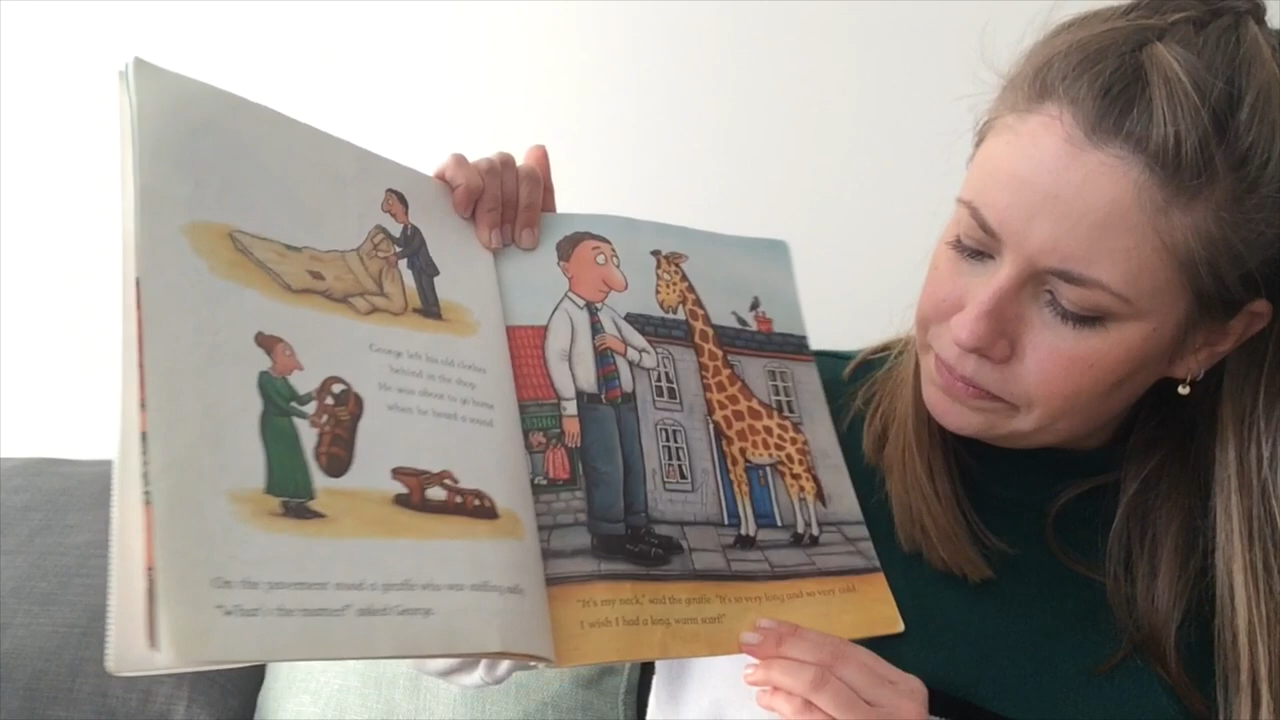 George left his old clothes
behind in the shop.
He was about to go home
when he heard a sound.
On the pavement stood a giraffe who was sniffing sadly.
"What's the matter?" asked George.
"It's my neck," said the giraffe. "It's so very long and so very cold.
I wish I had a long, warm scarf!"